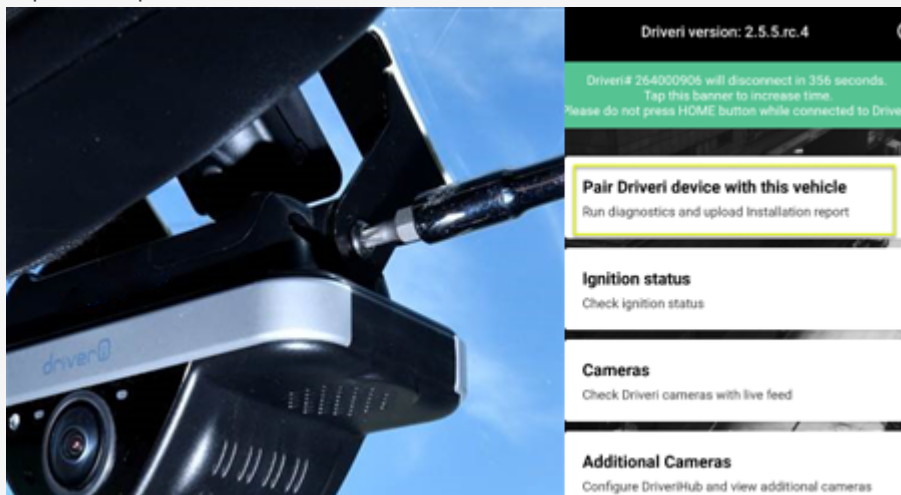 driveri
Driveri version: 2.5.5.rc.4
Driveri# 264000906 will disconnect in 356 seconds.
Tap this banner to increase time.
Please do not press HOME button while connected to Drive
Pair Driveri device with this vehicle
Run diagnostics and upload Installation report
Ignition status
Check ignition status
Cameras
Check Driveri cameras with live feed
Additional Cameras
Configure DriveriHub and view additional cameras